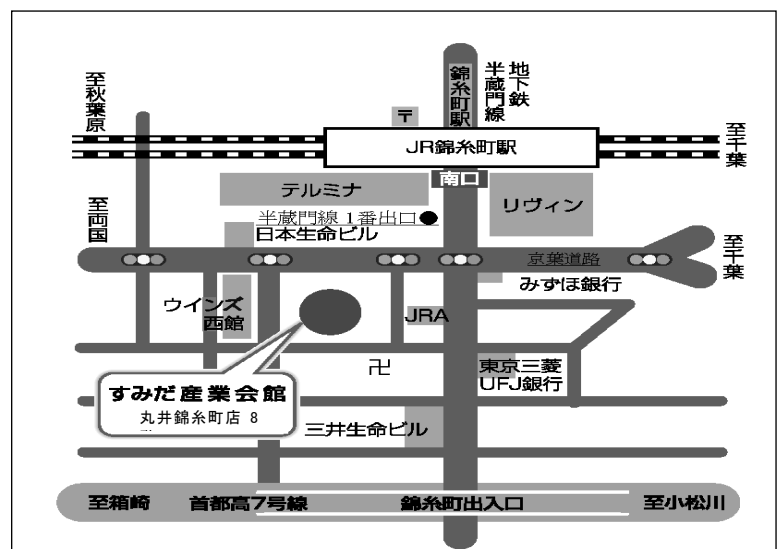 至秋葉原
錦糸町駅
地下鉄
半蔵門線
〒
JR錦糸町駅
至千葉
南口
テルミナ
リヴィン
至両国
半蔵門線1番出口●
日本生命ビル
京葉道路
至千葉
みずほ銀行
ウインズ
西館
JRA
卍
東京三菱
UFJ銀行
すみだ産業会館
丸井錦糸町店 8
三井生命ビル
至箱崎
首都高7号線
錦糸町出入口
至小松川